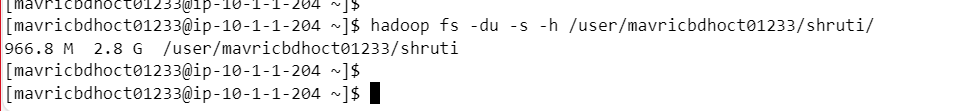 [mavricbdhoct01233@ip-10-1-1-204 ~]$
[mavricbdhoct01233@ip-10-1-1-204 ~]$ hadoop fs -du -s -h /user/mavricbdhoct01233/shruti/
966.8 M  2.8 G  /user/mavricbdhoct01233/shruti
[mavricbdhoct01233@ip-10-1-1-204 ~]$
[mavricbdhoct01233@ip-10-1-1-204 ~]$